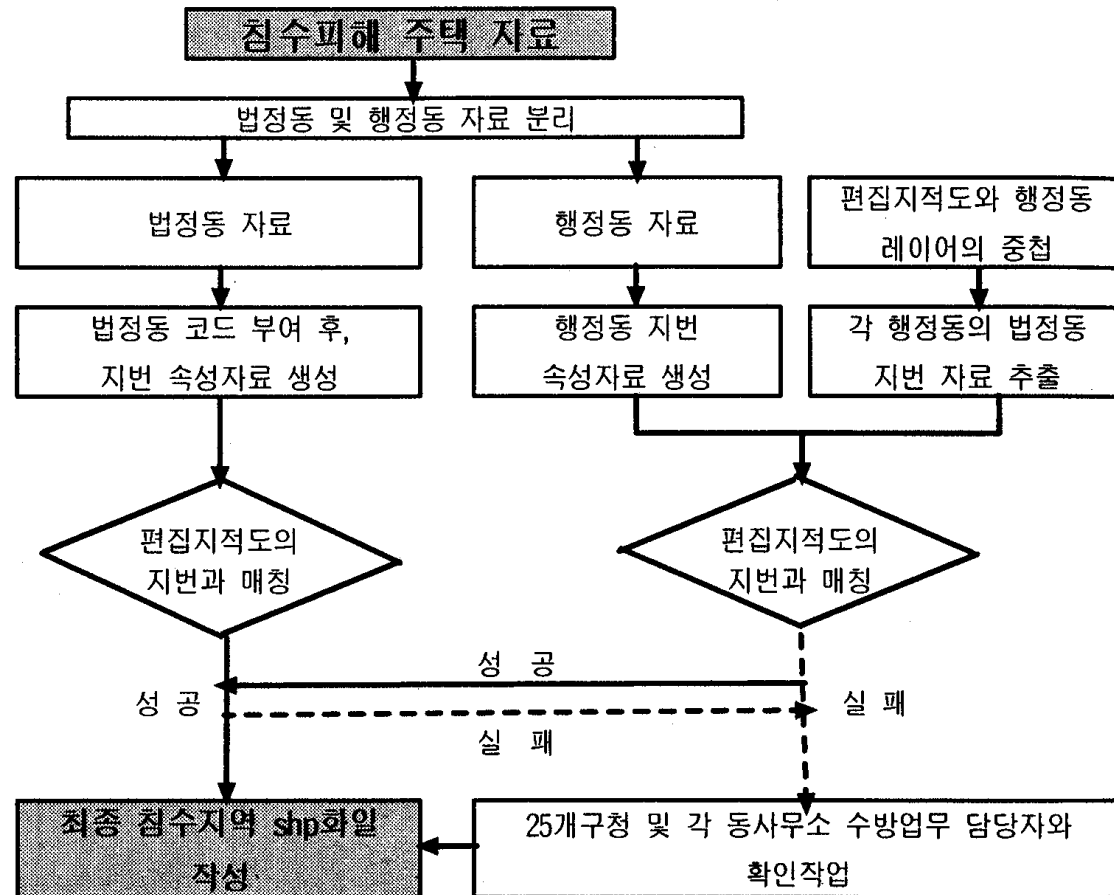 침수피해 주택 자료
법정동 및 행정동 자료 분리
법정동 자료
행정동 자료
편집지적도와 행정동
레이어의 중첩
법정동 코드 부여 후,
지번 속성자료 생성
행정동 지번
속성자료 생성
각 행정동의 법정동
지번 자료 추출
편집지적도의
지번과 매칭
편집지적도의
지번과 매칭
성 공
성 공
실 패
실 패
최종 침수지역 shp화일
작성
25개구청 및 각 동사무소 수방업무 담당자와
확인작업